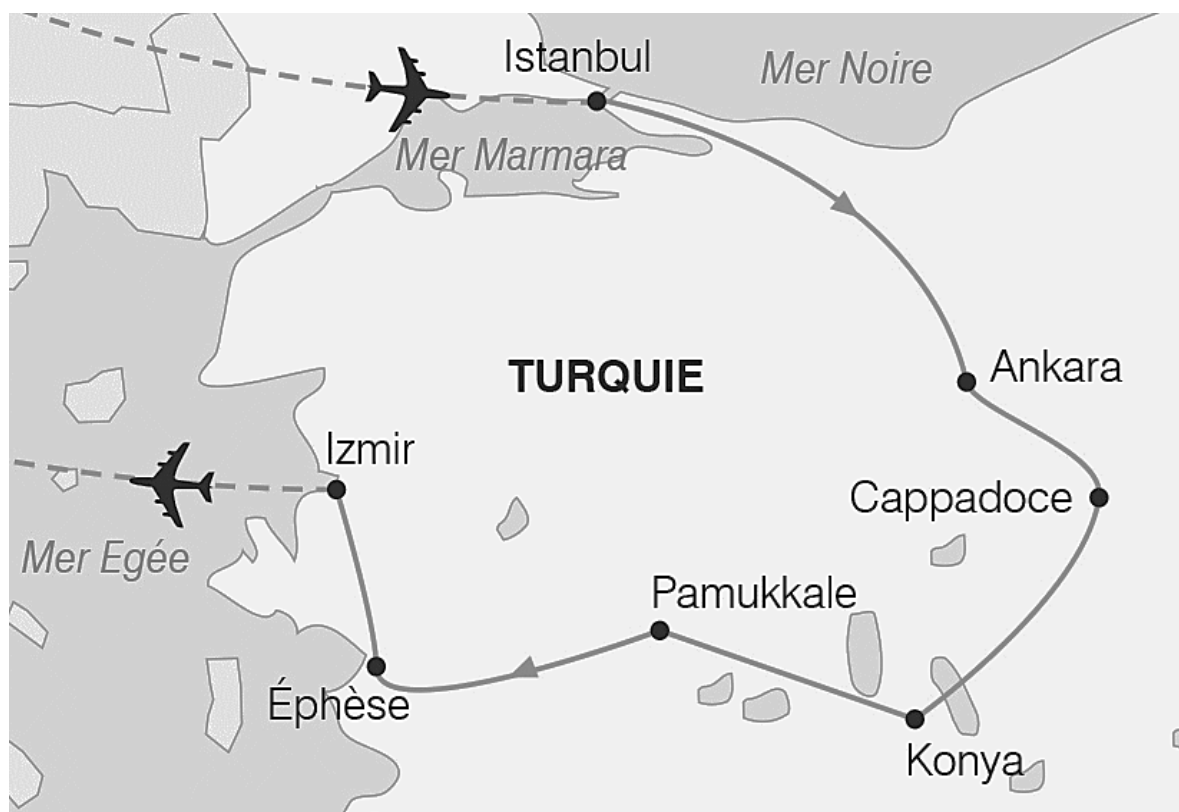 Istanbul
Mer Noire
Mer Marmara
TURQUIE
Ankara
Izmir
Cappadoce
Mer Egée
Pamukkale
Éphèse
Konya